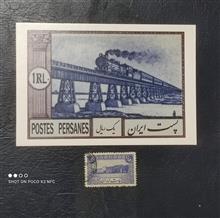 1RL.
POSTES PERSANES
یک ریال
پست ایران
SHOT ON POCO X3 NFC